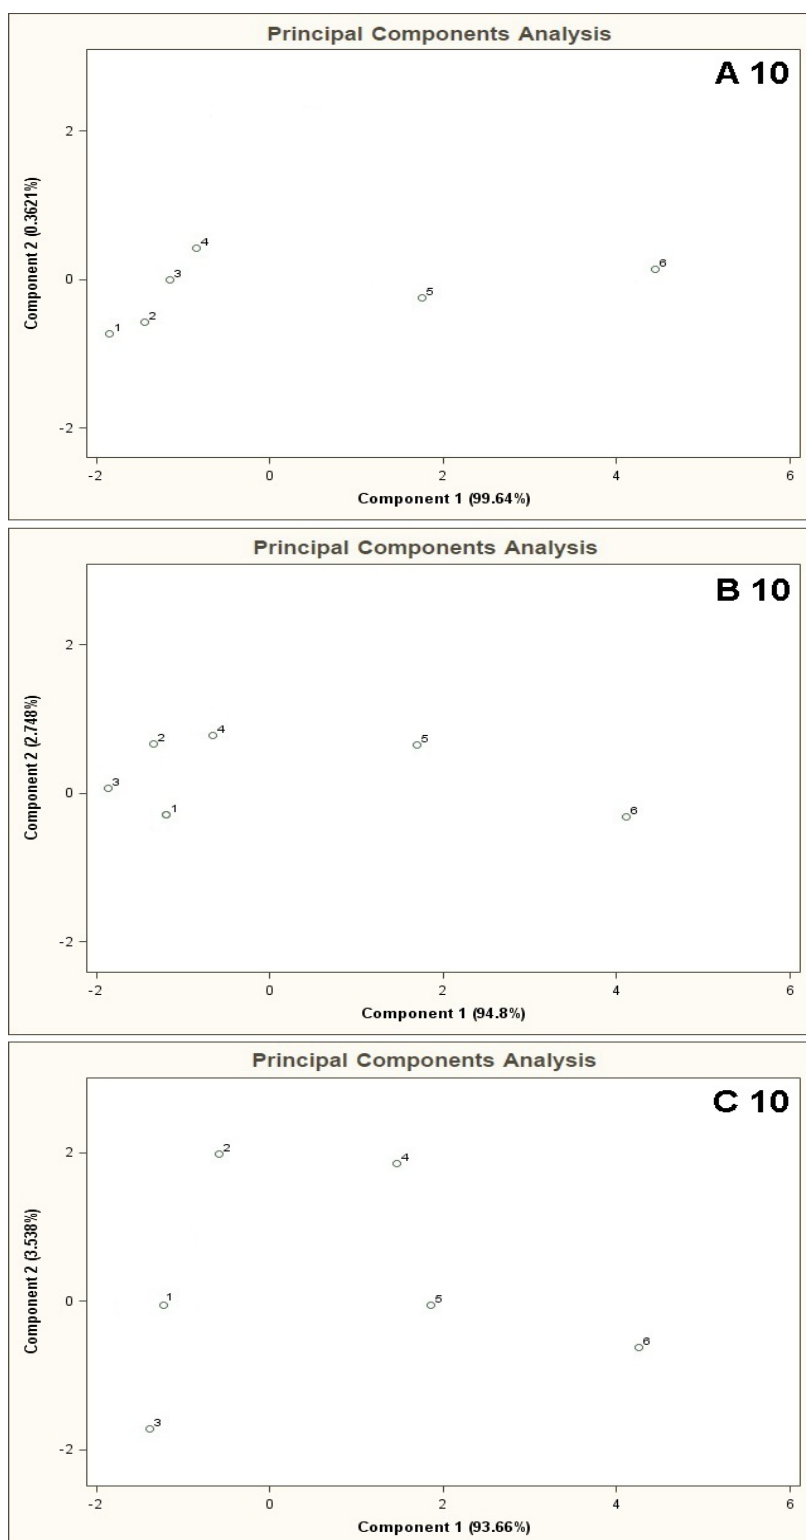 Principal Components Analysis
A 10
Component 2 (0.3621%)
2
4
6
3
0
5
2
1
-2
-2 0 2 4 6
Component 1 (99.64%)
Principal Components Analysis
B 10
Component 2 (2.748%)
2
4
2
5
3
0
1
6
-2
-2 0 2 4 6
Component 1 (94.8%)
Principal Components Analysis
C 10
Component 2 (3.538%)
2
2
4
1
0
5
6
3
-2
-2 0 2 4 6
Component 1 (93.66%)